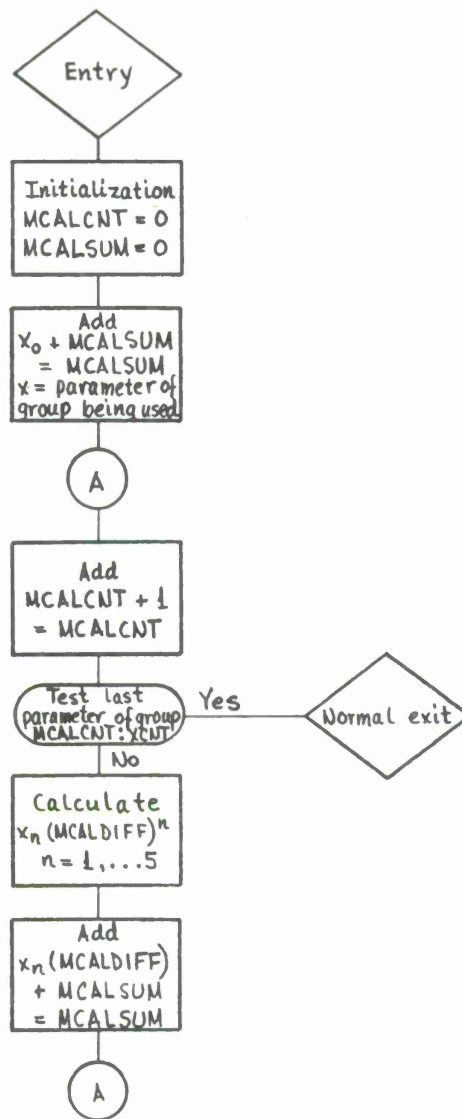 Entry
Initialization
MCALCNT = 0
MCALSUM = 0
Add
x₀ + MCALSUM
= MCALSUM
x = parameter of
group being used
A
Add
MCALCNT + 1
= MCALCNT
Test last
parameter of group
MCALCNT : XCNT
Yes
Normal exit
No
Calculate
xₙ(MCALDIFF)ⁿ
n = 1,...5
Add
xₙ(MCALDIFF)
+ MCALSUM
= MCALSUM
A